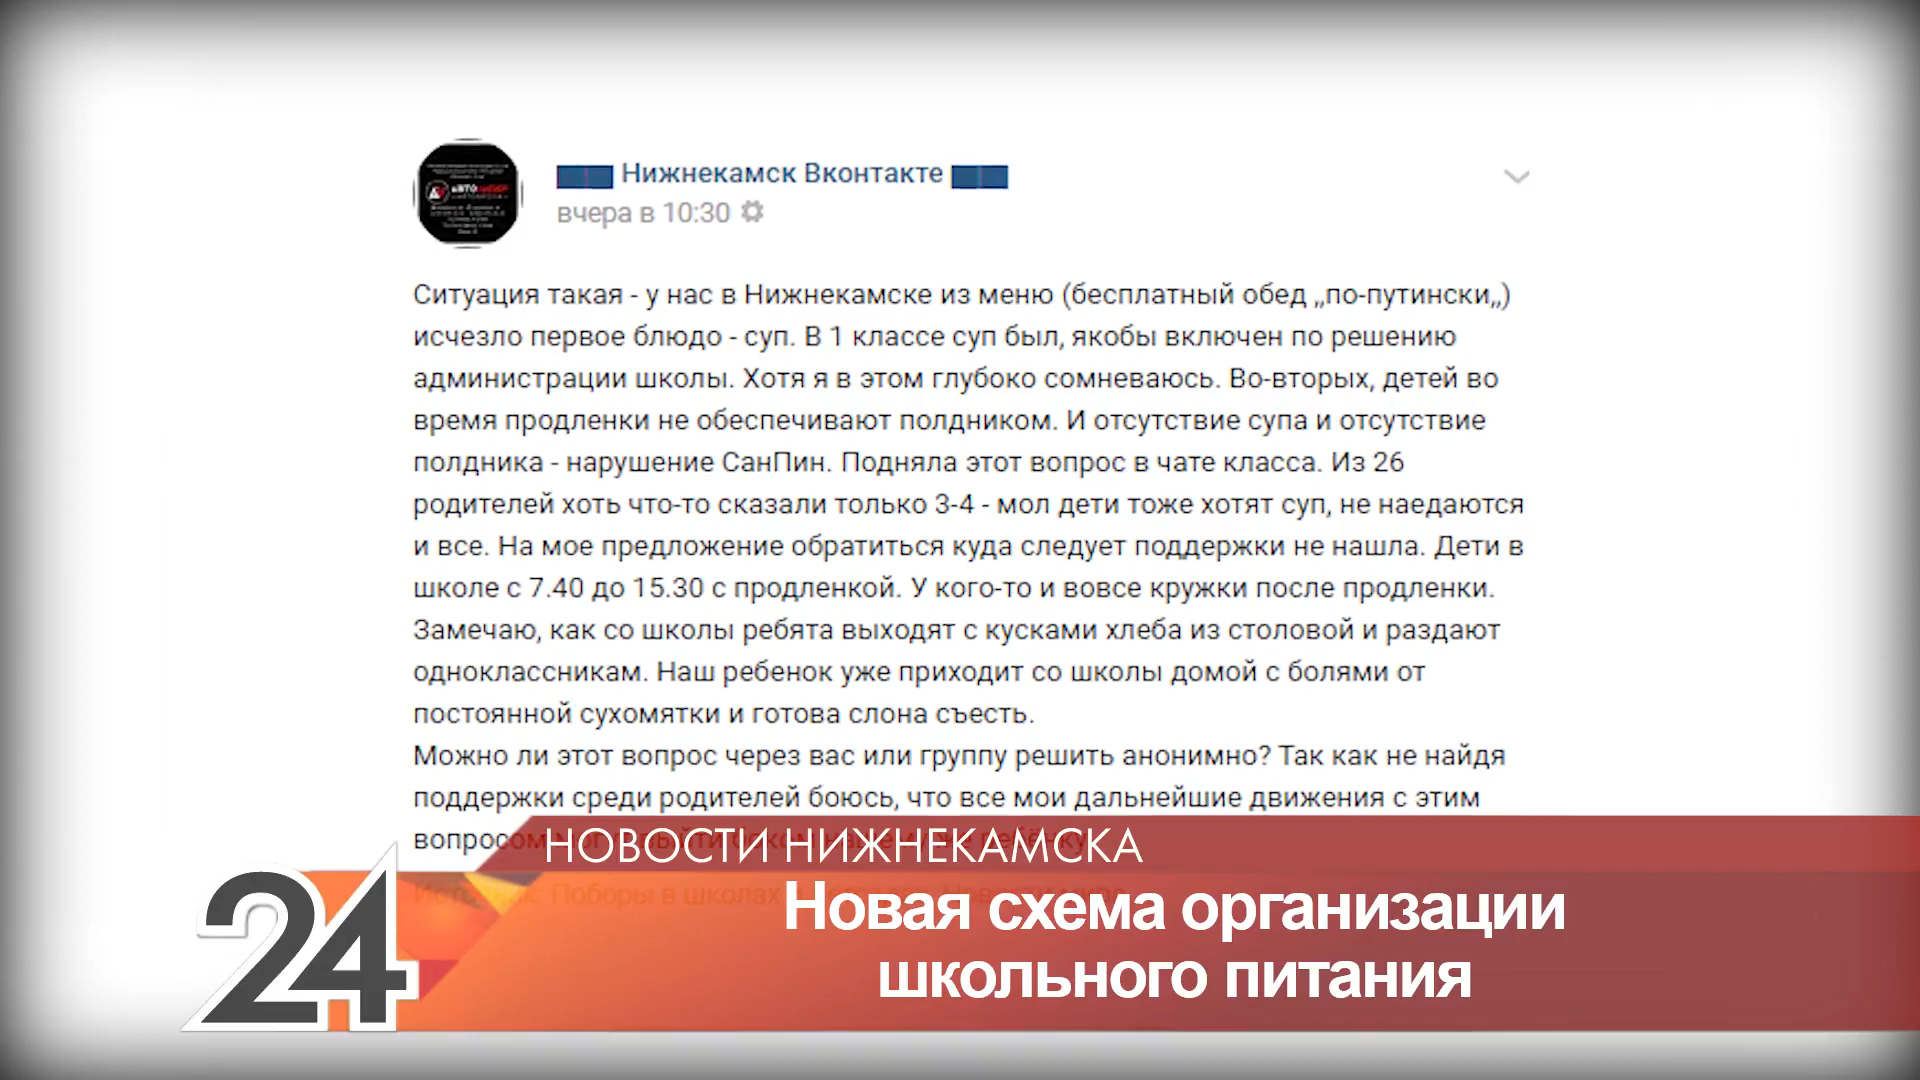 Нижнекамск Вконтакте
вчера в 10:30
Ситуация такая - у нас в Нижнекамске из меню (бесплатный обед „по-путински„)
исчезло первое блюдо - суп. В 1 классе суп был, якобы включен по решению
администрации школы. Хотя я в этом глубоко сомневаюсь. Во-вторых, детей во
время продленки не обеспечивают полдником. И отсутствие супа и отсутствие
полдника - нарушение СанПин. Подняла этот вопрос в чате класса. Из 26
родителей хоть что-то сказали только 3-4 - мол дети тоже хотят суп, не наедаются
и все. На мое предложение обратиться куда следует поддержки не нашла. Дети в
школе с 7.40 до 15.30 с продленкой. У кого-то и вовсе кружки после продленки.
Замечаю, как со школы ребята выходят с кусками хлеба из столовой и раздают
одноклассникам. Наш ребенок уже приходит со школы домой с болями от
постоянной сухомятки и готова слона съесть.
Можно ли этот вопрос через вас или группу решить анонимно? Так как не найдя
поддержки среди родителей боюсь, что все мои дальнейшие движения с этим
вопросом
НОВОСТИ НИЖНЕКАМСКА
Поборы в школах
Новая схема организации
школьного питания
24